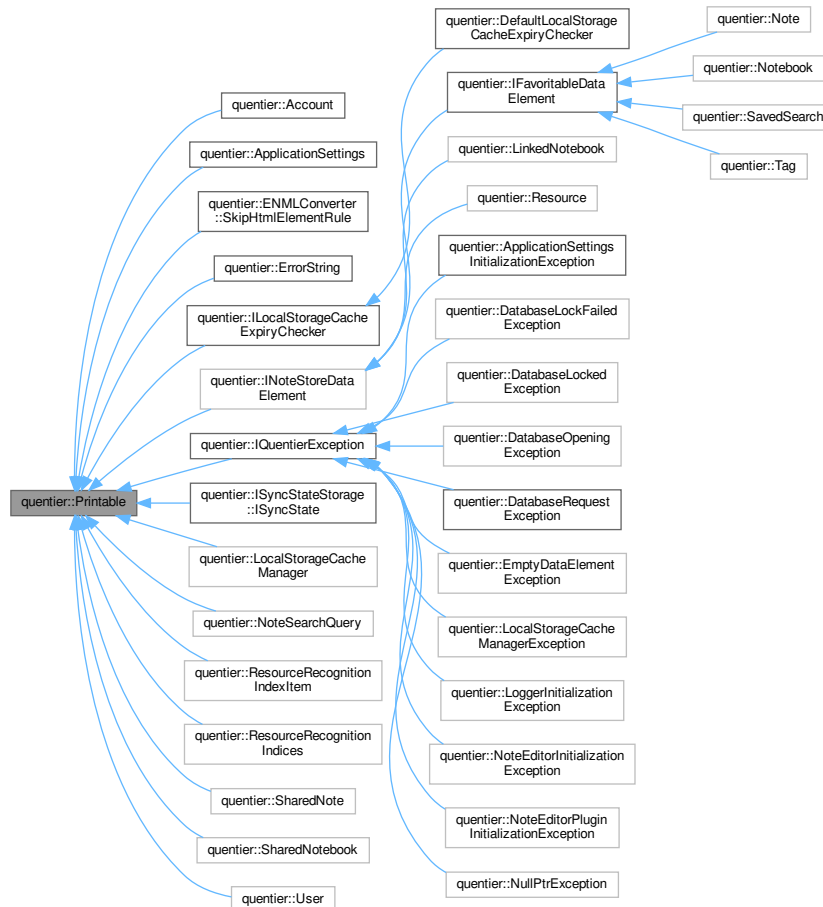 quentier::Printable
quentier::Account
quentier::ApplicationSettings
quentier::ENMLConverter
::SkipHtmlElementRule
quentier::ErrorString
quentier::ILocalStorageCache
ExpiryChecker
quentier::INoteStoreData
Element
quentier::IQuentierException
quentier::ISyncStateStorage
::ISyncState
quentier::LocalStorageCache
Manager
quentier::NoteSearchQuery
quentier::ResourceRecognition
IndexItem
quentier::ResourceRecognition
Indices
quentier::SharedNote
quentier::SharedNotebook
quentier::User
quentier::DefaultLocalStorage
CacheExpiryChecker
quentier::IFavoritableData
Element
quentier::LinkedNotebook
quentier::Resource
quentier::ApplicationSettings
InitializationException
quentier::DatabaseLockFailed
Exception
quentier::DatabaseLocked
Exception
quentier::DatabaseOpening
Exception
quentier::DatabaseRequest
Exception
quentier::EmptyDataElement
Exception
quentier::LocalStorageCache
ManagerException
quentier::LoggerInitialization
Exception
quentier::NoteEditorInitialization
Exception
quentier::NoteEditorPlugin
InitializationException
quentier::NullPtrException
quentier::Note
quentier::Notebook
quentier::SavedSearch
quentier::Tag